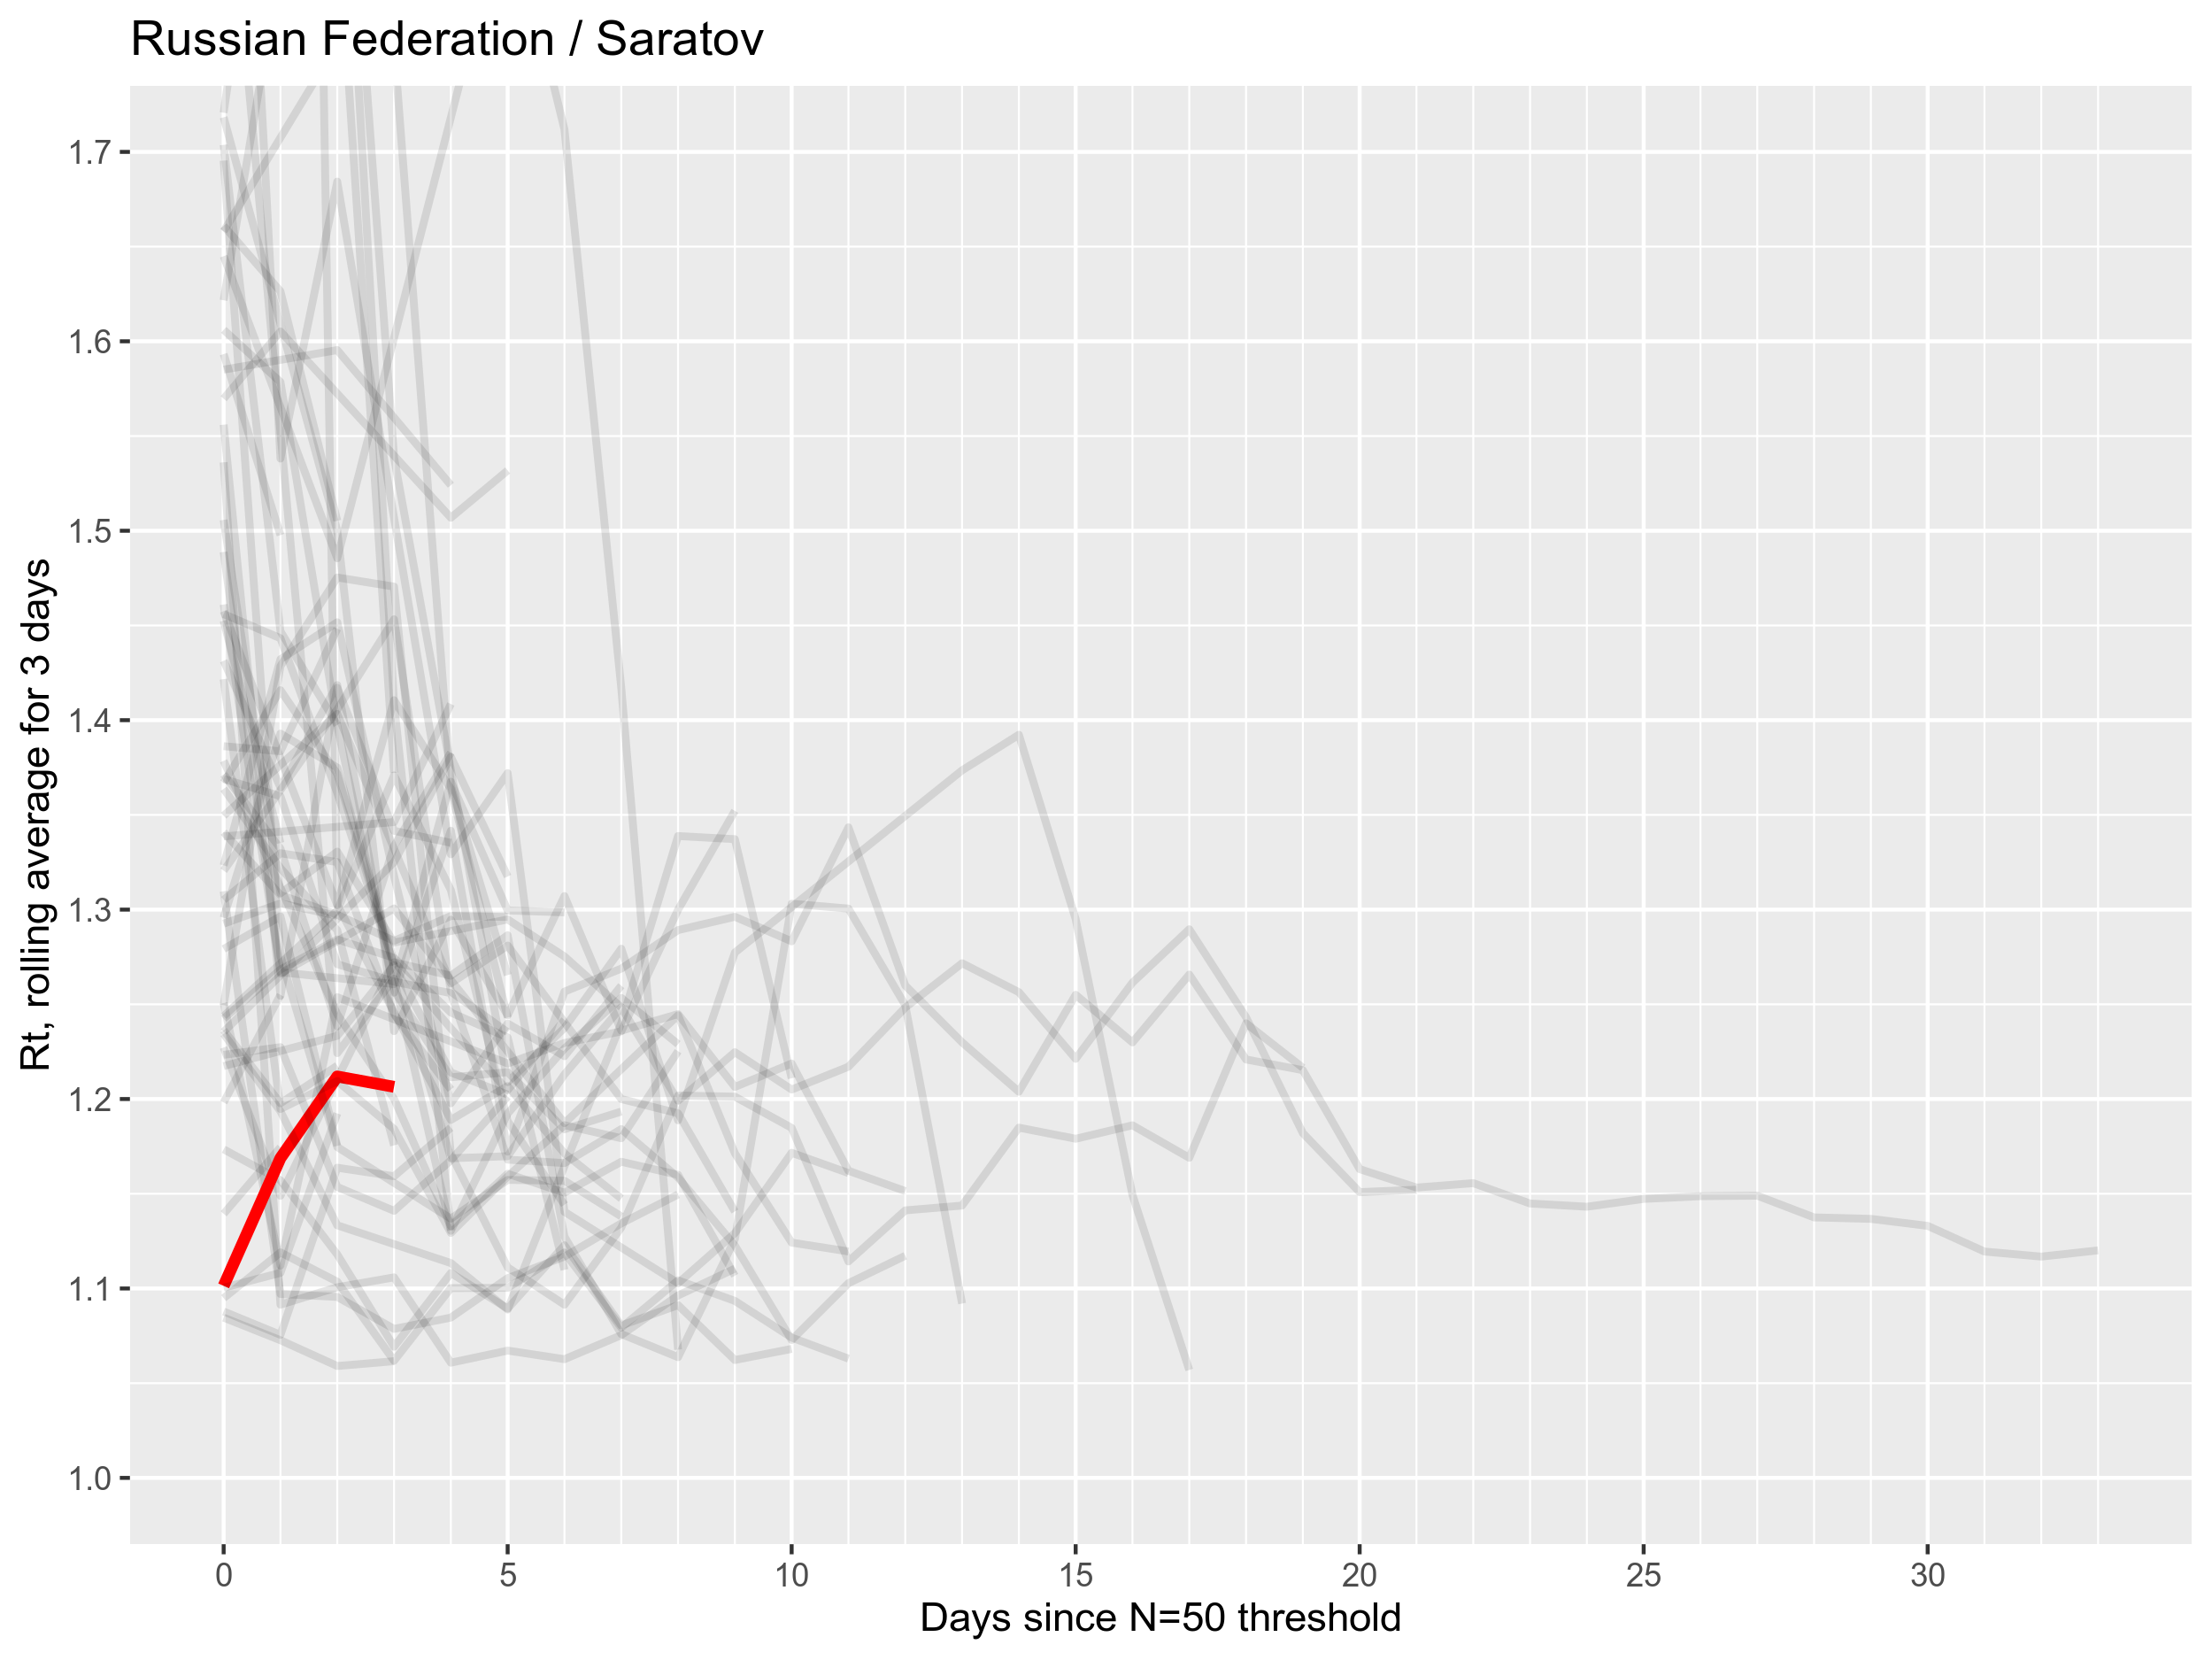 Russian Federation / Saratov
Rt, rolling average for 3 days
1.7
1.6
1.5
1.4
1.3
1.2
1.1
1.0
0 5 10 15 20 25 30
Days since N=50 threshold